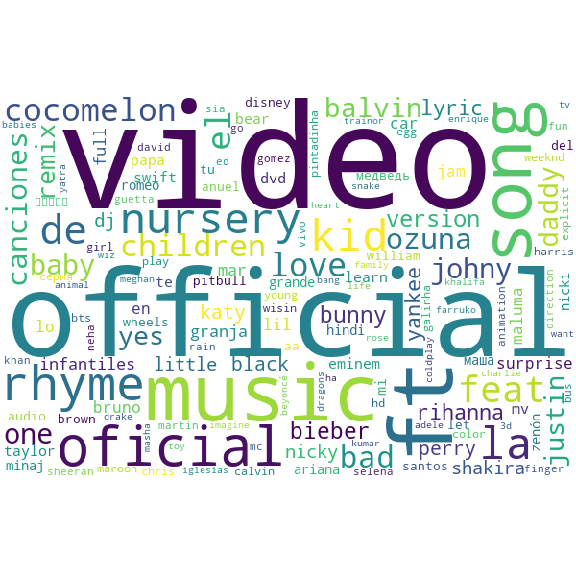 cocomelon
video
balvin
lyric
song
tv
babies
sia
disney
go
bear
trainor
enrique
car
egg
fun
remix
full
david
el
pintadinha
del
canciones
papa
gomez
jam
медведь
weeknd
daddy
romeo
tu
ed
swift
anuel
dvd
snake
explicit
yatra
guetta
heart
de
dj
nursery
kid
version
children
ozuna
harris
girl
wiz
vivo
william
baby
play
love
johny
nicki
animal
meghan
bang
family
серия
te
pitbull
mar
grande
learn
yankee
galinha
animation
maluma
direction
official
young
life
khalifa
bts
en
katy
wisin
farruko
lo
neha
wheels
lil
bunny
yes
granja
hindi
rain
rose
coldplay
want
khan
infantiles
little
black
eminem
маша
surprise
bus
rhyme
music
ft
feat
ha
mi
charlie
audio
bruno
beyoncé
dragons
hd
rihanna
mv
zenón
brown
drake
martin
imagine
adele
let
3d
one
oficial
bieber
la
justin
taylor
masha
mc
kumar
perry
color
toy
nicky
bad
santos
minaj
aa
sheeran
maroon
chris
iglesias
calvin
ariana
selena
shakira
finger